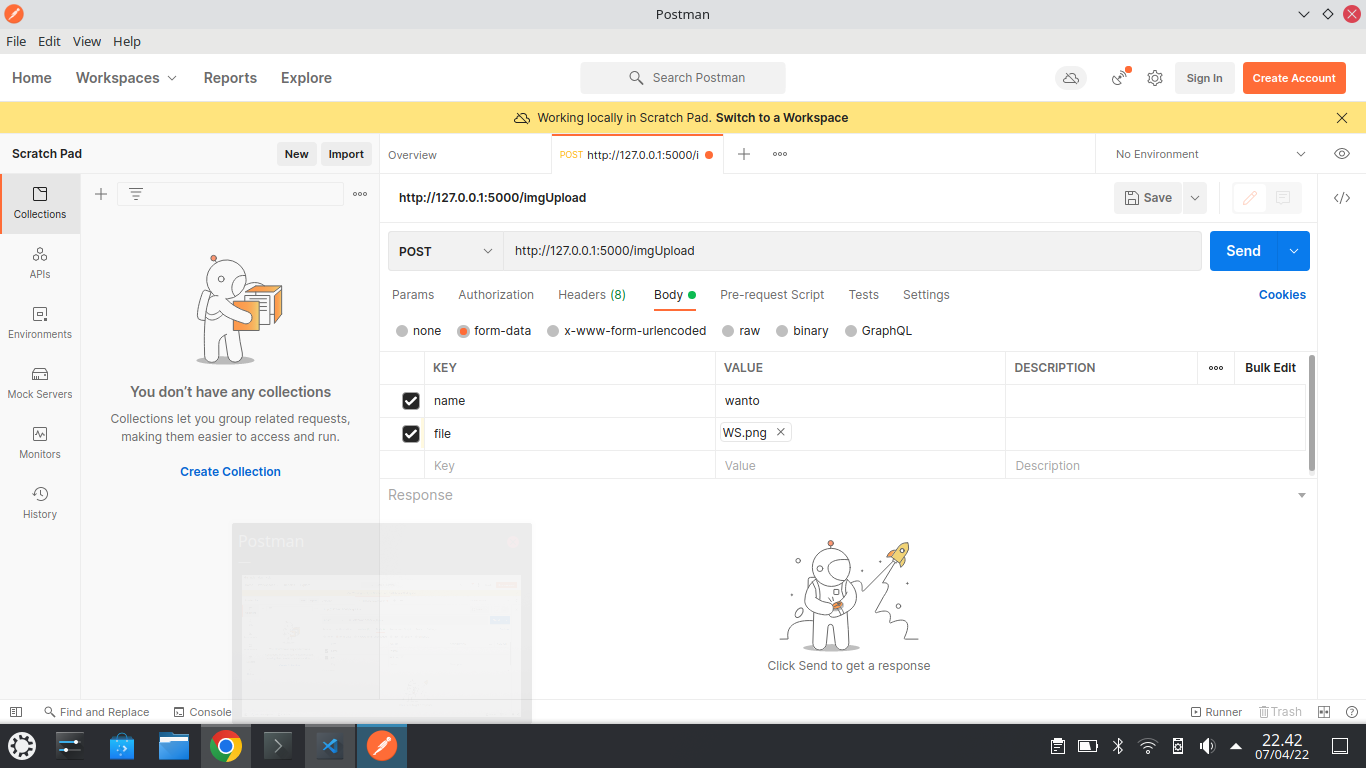 Postman
File Edit View Help
Home Workspaces Reports Explore Search Postman Sign In Create Account
Working locally in Scratch Pad. Switch to a Workspace
Scratch Pad New Import Overview POST http://127.0.0.1:5000/i No Environment
http://127.0.0.1:5000/imgUpload Save
Collections
POST http://127.0.0.1:5000/imgUpload Send
APIs
Params Authorization Headers (8) Body Pre-request Script Tests Settings Cookies
Environments
none form-data x-www-form-urlencoded raw binary GraphQL
KEY VALUE DESCRIPTION Bulk Edit
Mock Servers
You don't have any collections
name wanto
Collections let you group related requests,
making them easier to access and run.
file WS.png
Monitors
Create Collection
Key Value Description
Response
History
Postman
Click Send to get a response
Find and Replace Console Runner Trash
22.42
07/04/22